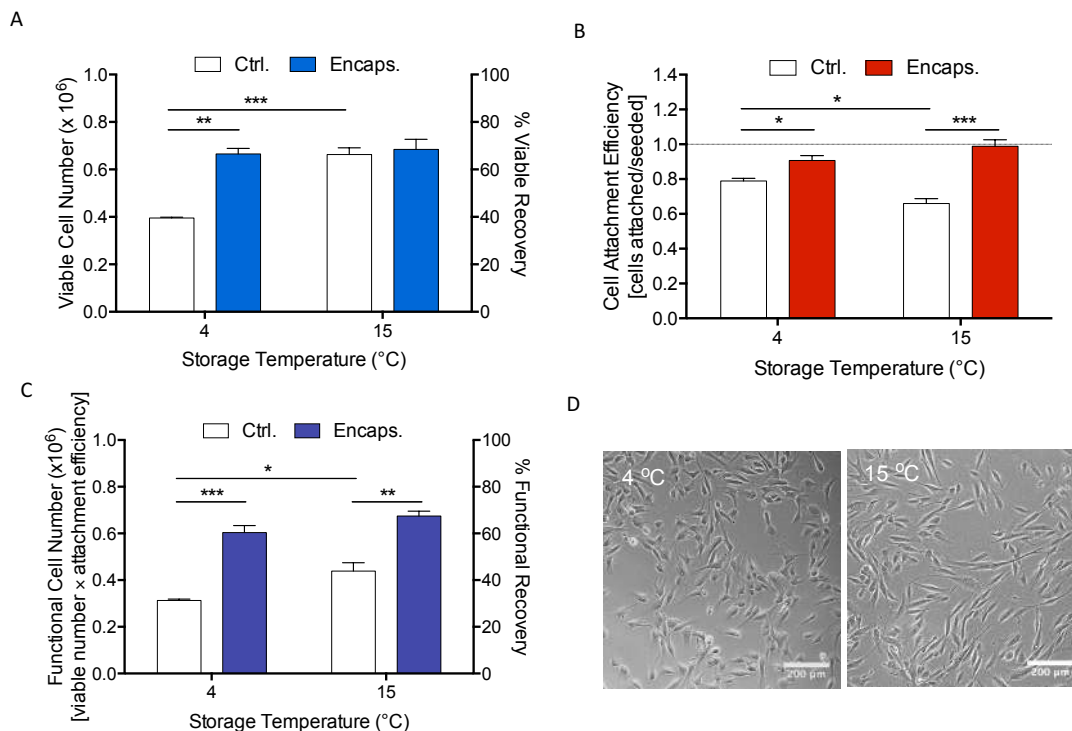 A
Ctrl. Encaps.
Viable Cell Number (x 10⁶)
1.0
0.8
0.6
0.4
0.2
0.0
***
**
100
80
60
40
20
0
% Viable Recovery
4 15
Storage Temperature (°C)
B
Ctrl. Encaps.
Cell Attachment Efficiency
[cells attached/seeded]
1.4
1.2
1.0
0.8
0.6
0.4
0.2
0.0
*
* ***
4 15
Storage Temperature (°C)
C
Ctrl. Encaps.
Functional Cell Number (x10⁶)
[viable number × attachment efficiency]
1.0
0.8
0.6
0.4
0.2
0.0
*
*** **
100
80
60
40
20
0
% Functional Recovery
4 15
Storage Temperature (°C)
D
4 ⁰C
200 µm
15 ⁰C
200 µm